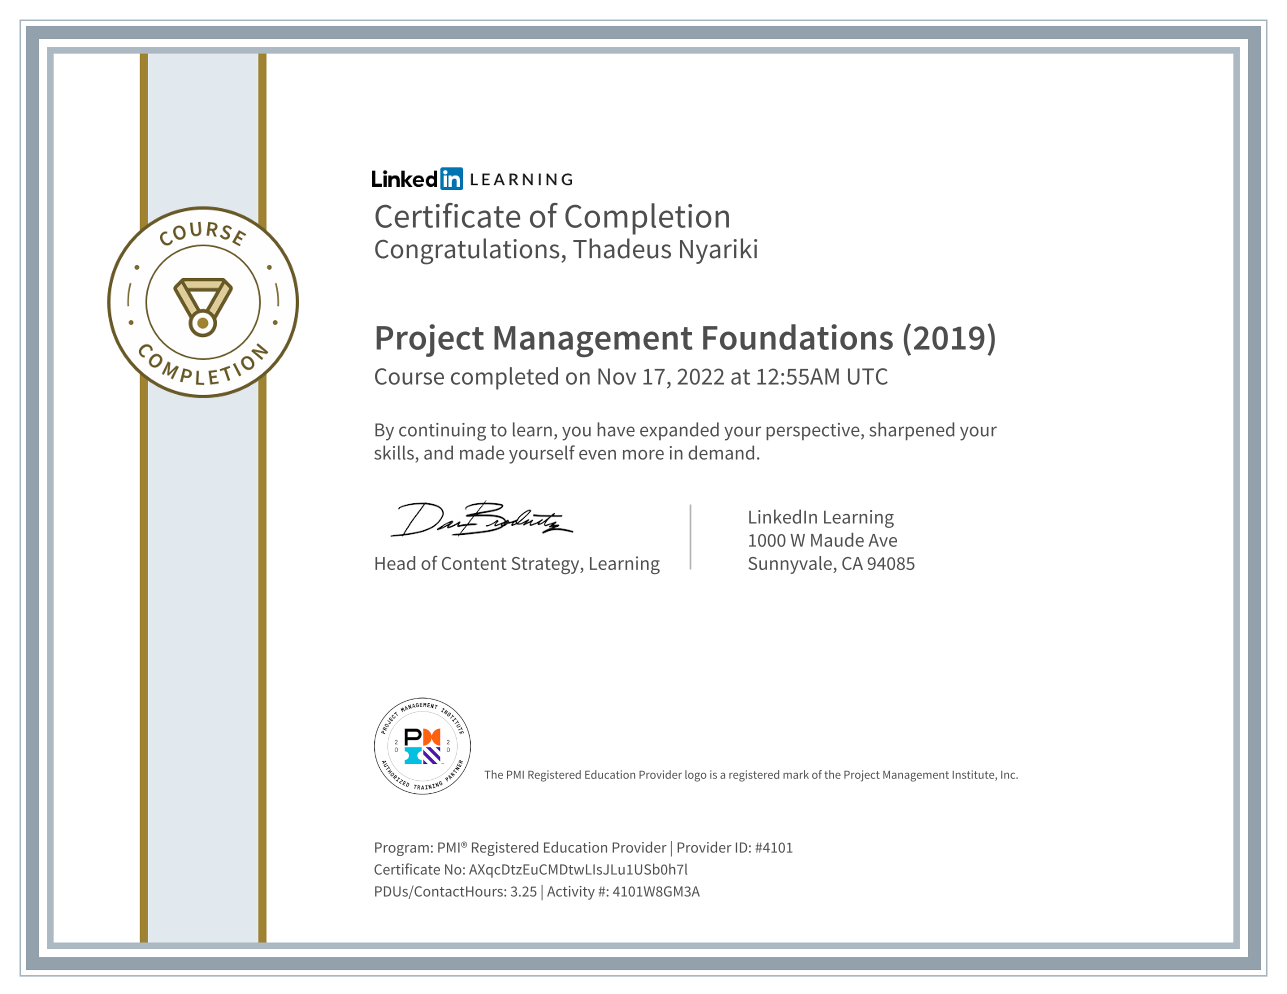 LinkedIn LEARNING
Certificate of Completion
Congratulations, Thadeus Nyariki
COURSE
COMPLETION
Project Management Foundations (2019)
Course completed on Nov 17, 2022 at 12:55AM UTC
By continuing to learn, you have expanded your perspective, sharpened your
skills, and made yourself even more in demand.
Head of Content Strategy, Learning
LinkedIn Learning
1000 W Maude Ave
Sunnyvale, CA 94085
PROJECT MANAGEMENT INSTITUTE
20 20
PM
AUTHORIZED TRAINING PARTNER
The PMI Registered Education Provider logo is a registered mark of the Project Management Institute, Inc.
Program: PMI® Registered Education Provider | Provider ID: #4101
Certificate No: AXqcDtzEuCMDtwLIsJLu1USb0h7l
PDUs/ContactHours: 3.25 | Activity #: 4101W8GM3A